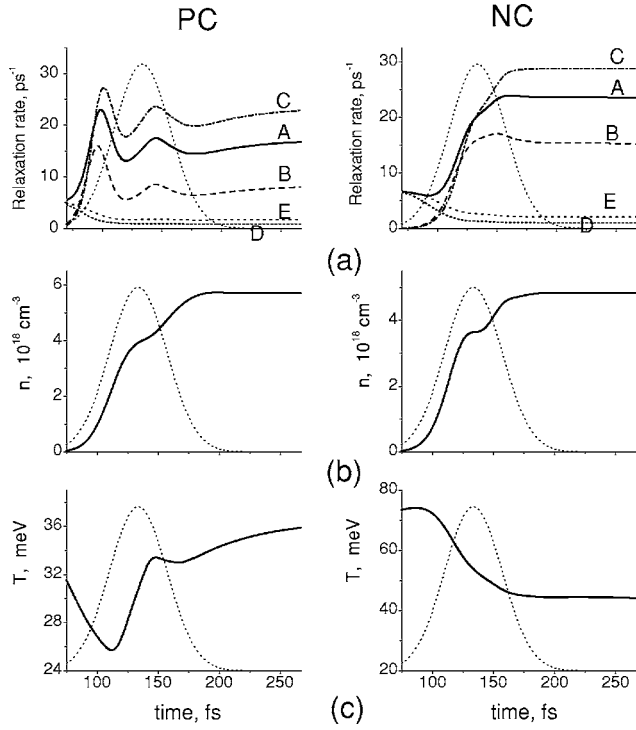 PC NC
Relaxation rate, ps⁻¹
30
20
10
0
C
A
B
E
D
Relaxation rate, ps⁻¹
30
20
10
0
C
A
B
E
D
(a)
n, 10¹⁸ cm⁻³
6
4
2
0
n, 10¹⁸ cm⁻³
4
2
0
(b)
T, meV
36
32
28
24
100 150 200 250
time, fs
T, meV
80
60
40
20
100 150 200 250
time, fs
(c)